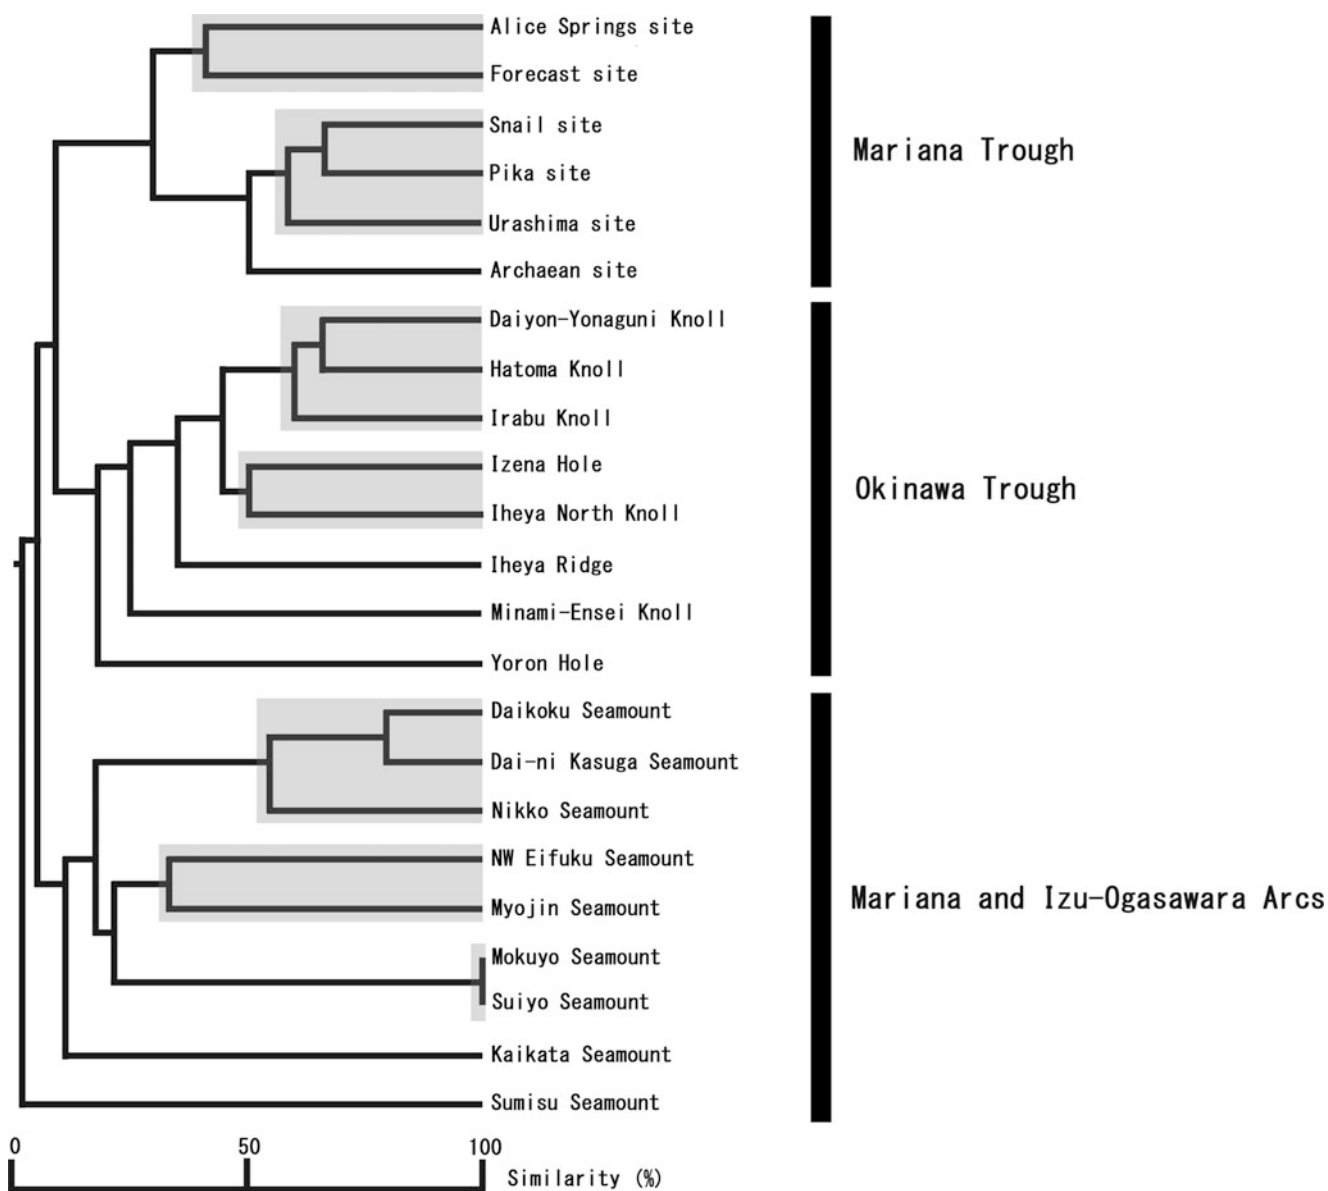 Alice Springs site
Forecast site
Snail site
Pika site
Urashima site
Archaean site
Mariana Trough
Daiyon-Yonaguni Knoll
Hatoma Knoll
Irabu Knoll
Izena Hole
Iheya North Knoll
Iheya Ridge
Minami-Ensei Knoll
Yoron Hole
Okinawa Trough
Daikoku Seamount
Dai-ni Kasuga Seamount
Nikko Seamount
NW Eifuku Seamount
Myojin Seamount
Mokuyo Seamount
Suiyo Seamount
Kaikata Seamount
Sumisu Seamount
Mariana and Izu-Ogasawara Arcs
0 50 100
Similarity (%)